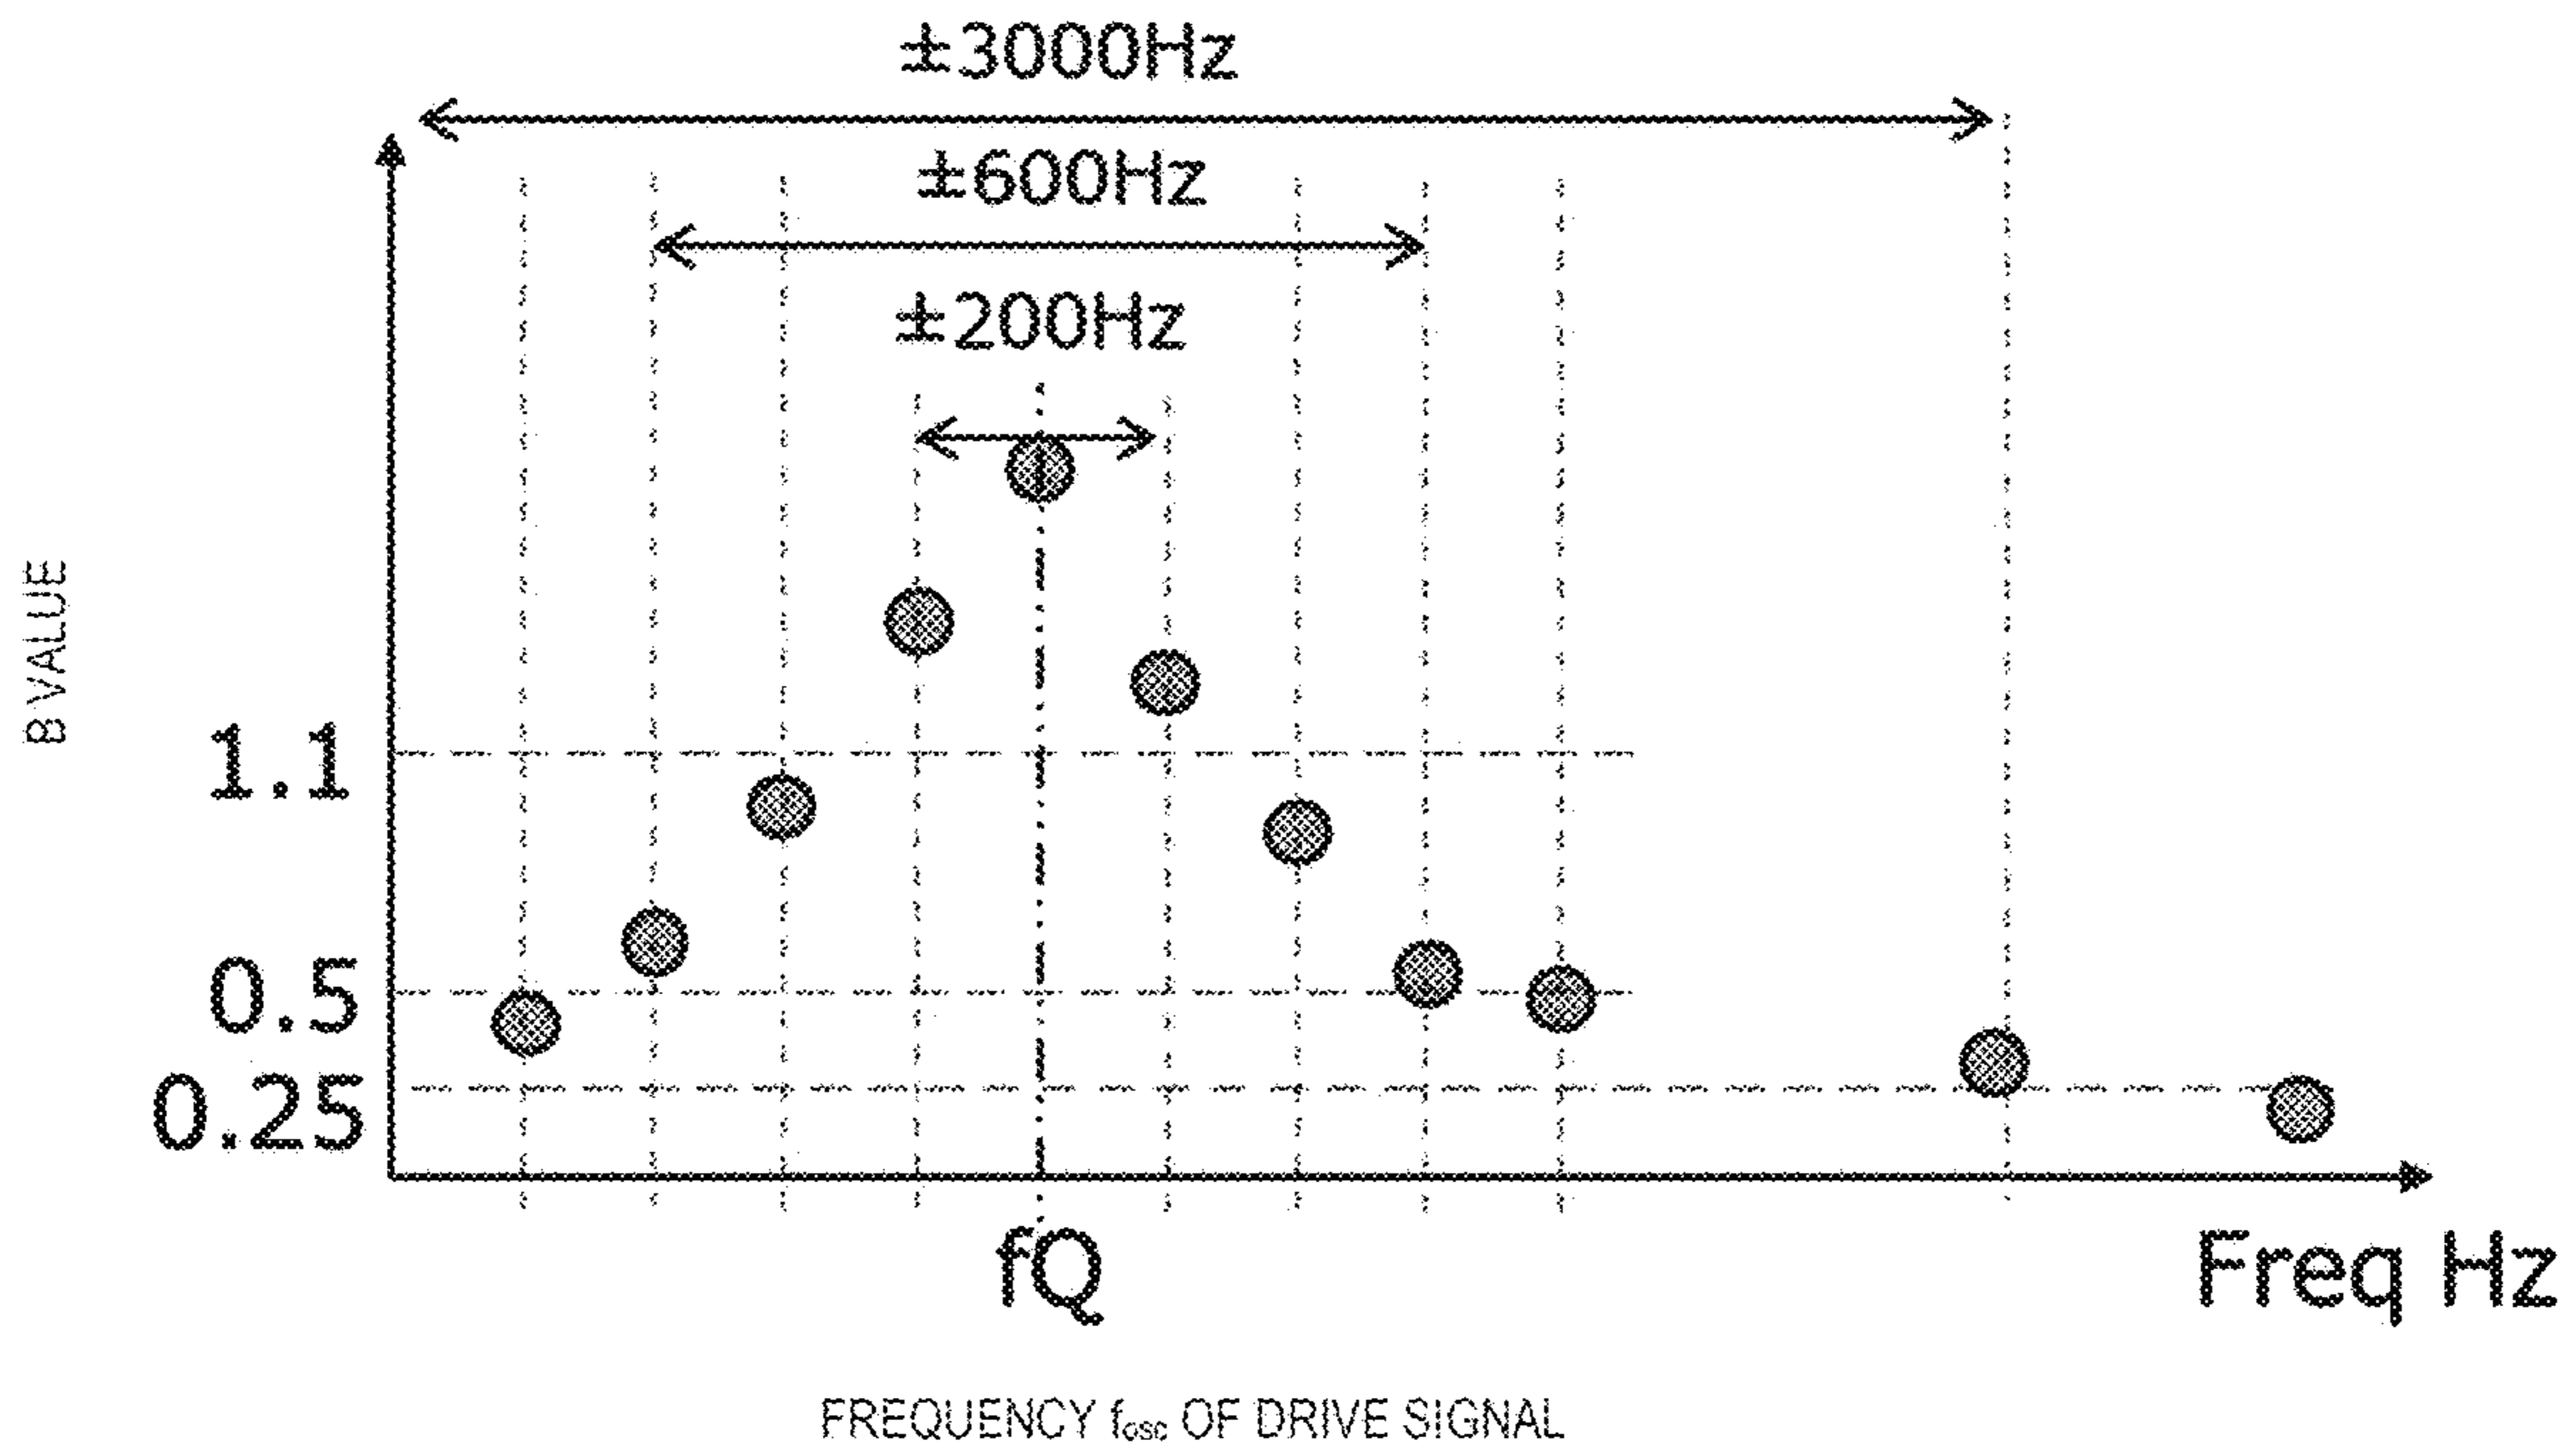 ±3000Hz
±600Hz
±200Hz
B VALUE
1.1
0.5
0.25
fQ
Freq Hz
FREQUENCY fosc OF DRIVE SIGNAL